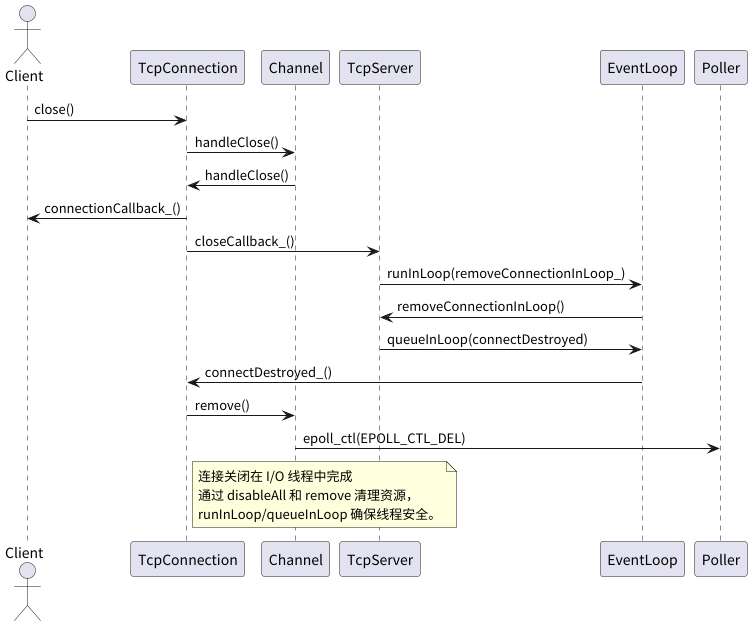 Client
TcpConnection
Channel
TcpServer
EventLoop
Poller
close()
handleClose()
handleClose()
connectionCallback_()
closeCallback_()
runInLoop(removeConnectionInLoop_)
removeConnectionInLoop()
queueInLoop(connectDestroyed)
connectDestroyed_()
remove()
epoll_ctl(EPOLL_CTL_DEL)
连接关闭在 I/O 线程中完成
通过 disableAll 和 remove 清理资源，
runInLoop/queueInLoop 确保线程安全。
Client
TcpConnection
Channel
TcpServer
EventLoop
Poller